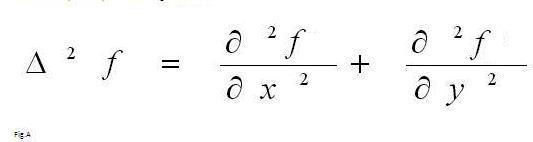 Δ² f = ∂²f / ∂x² + ∂²f / ∂y²
Fig.A